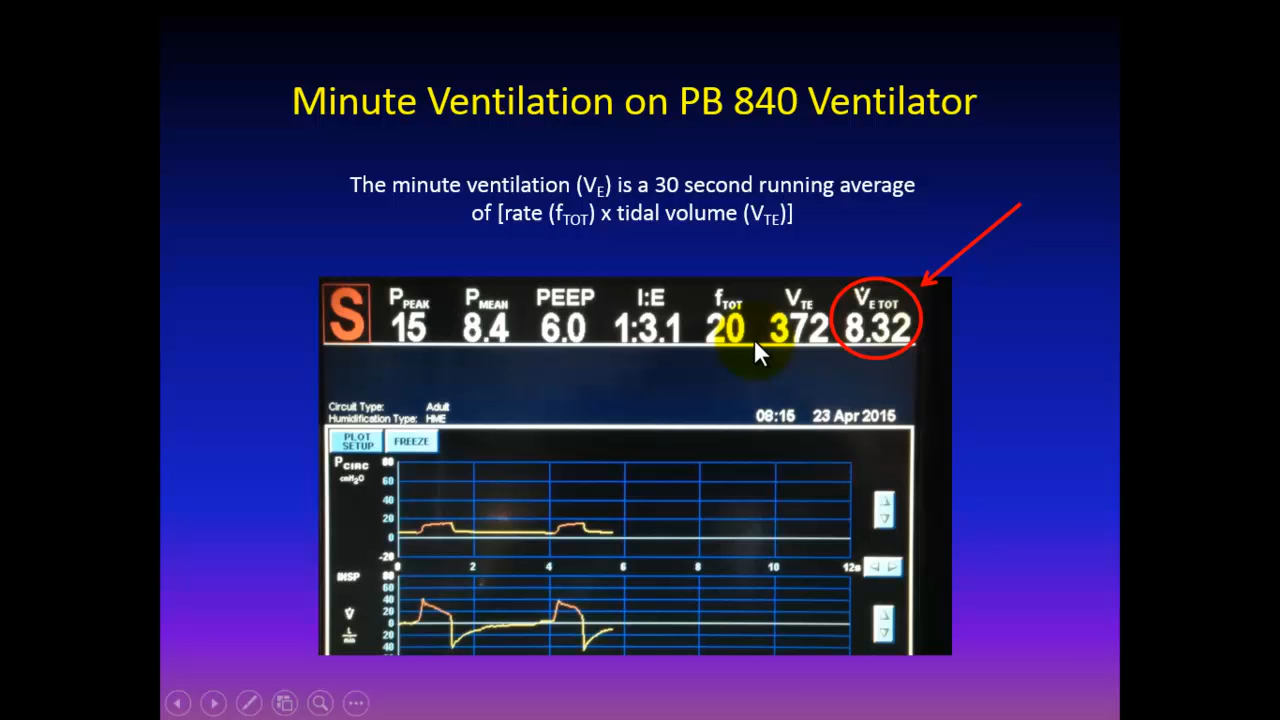 Minute Ventilation on PB 840 Ventilator
The minute ventilation (VE) is a 30 second running average
of [rate (fTOT) x tidal volume (VTE)]
S PPEAK PMEAN PEEP I:E fTOT VTE V̇E TOT
15 8.4 6.0 1:3.1 20 372 8.32
Circuit Type: Adult
Humidification Type: HME
08:15 23 Apr 2015
PLOT SETUP FREEZE
PCIRC
cmH2O
80
60
40
20
0
-20
0 2 4 6 8 10 12s
INSP
V̇
L
min
80
60
40
20
0
20
40